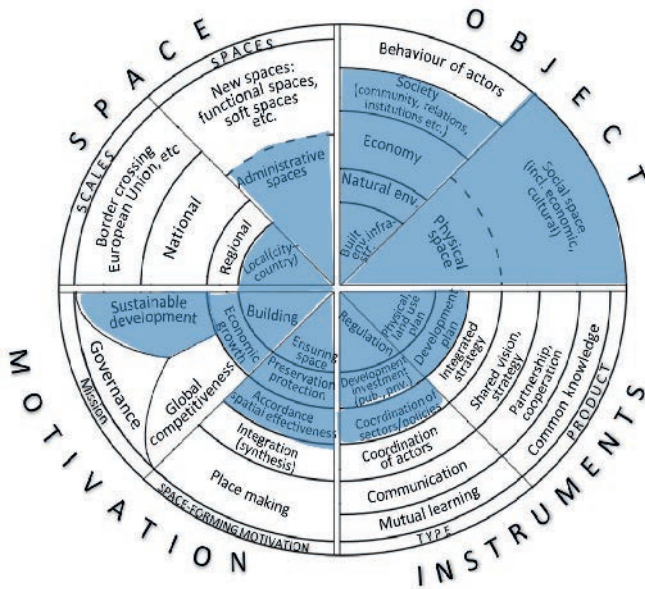 SPACE
SPACES
New spaces:
functional spaces,
soft spaces
etc.
Administrative
spaces
SCALES
Border crossing
European Union, etc
National
Regional
Local(city-
country)
OBJECT
Behaviour of actors
Society
(community, relations,
institutions etc.)
Economy
Natural env.
Built
env.infra-
str.
Physical
space
Social space
(incl. economic,
cultural)
MOTIVATION
Mission
Governance
Sustainable
development
Global
competitiveness
Economic
growth
Building
Ensuring
space
Preservation
protection
Accordance
spatial effectiveness
Integration
(synthesis)
Place making
SPACE-FORMING MOTIVATION
INSTRUMENTS
Regulation
Physical,
land use
plan
Development
plan
Integrated
strategy
Shared vision,
strategy
Partnership,
cooperation
Common knowledge
PRODUCT
Development
investment
(pub., priv.)
Coordination of
sectors/policies
Coordination
of actors
Communication
Mutual learning
TYPE